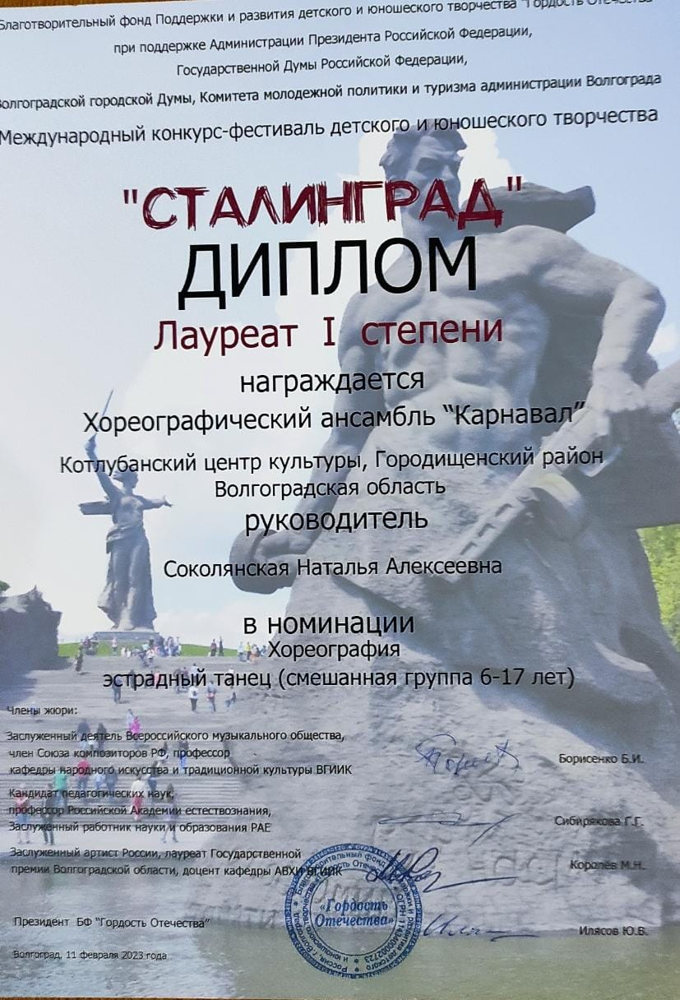 Благотворительный фонд Поддержки и развития детского и юношеского творчества "Гордость Отечества"
при поддержке Администрации Президента Российской Федерации,
Государственной Думы Российской Федерации,
Волгоградской городской Думы, Комитета молодежной политики и туризма администрации Волгограда
Международный конкурс-фестиваль детского и юношеского творчества
"СТАЛИНГРАД"
ДИПЛОМ
Лауреат I степени
награждается
Хореографический ансамбль “Карнавал”
Котлубанский центр культуры, Городищенский район
Волгоградская область
руководитель
Соколянская Наталья Алексеевна
в номинации
Хореография
эстрадный танец (смешанная группа 6-17 лет)
Члены жюри:
Заслуженный деятель Всероссийского музыкального общества,
член Союза композиторов РФ, профессор
кафедры народного искусства и традиционной культуры ВГИИК
Борисенко Б.И.
Кандидат педагогических наук,
профессор Российской Академии естествознания,
Заслуженный работник науки и образования РАЕ
Сибирякова Г.Г.
Заслуженный артист России, лауреат Государственной
премии Волгоградской области, доцент кафедры АВХИ ВГИИК
Королёв М.Н.
«Гордость
Отечества»
Президент БФ “Гордость Отечества”
Илясов Ю.В.
Волгоград, 11 февраля 2023 года